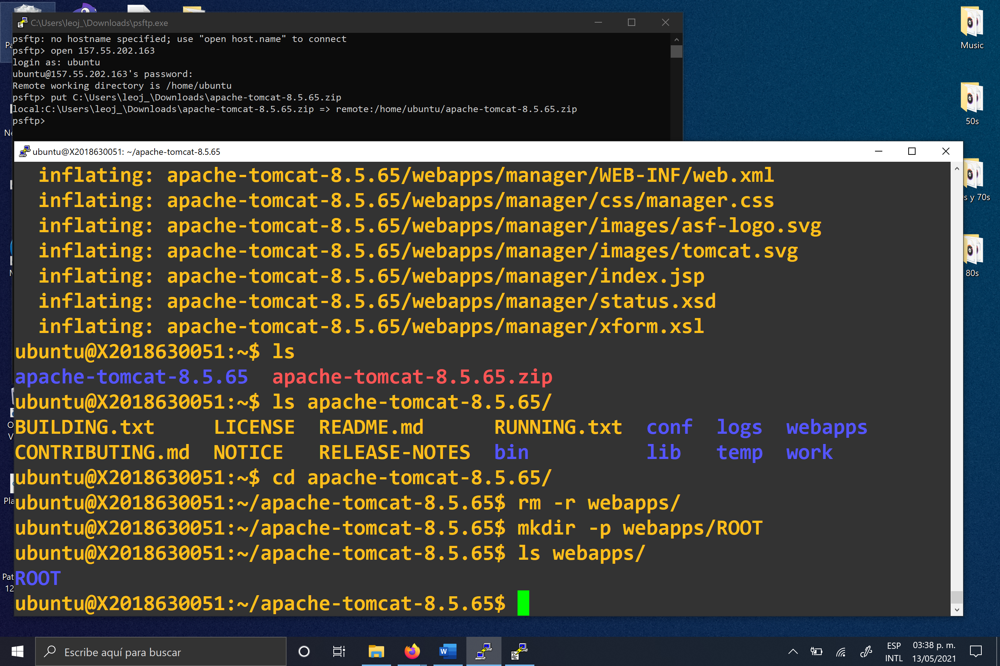 C:\Users\leoj_\Downloads\psftp.exe
psftp: no hostname specified; use "open host.name" to connect
psftp> open 157.55.202.163
login as: ubuntu
ubuntu@157.55.202.163's password:
Remote working directory is /home/ubuntu
psftp> put C:\Users\leoj_\Downloads\apache-tomcat-8.5.65.zip
local:C:\Users\leoj_\Downloads\apache-tomcat-8.5.65.zip => remote:/home/ubuntu/apache-tomcat-8.5.65.zip
psftp>
ubuntu@X2018630051: ~/apache-tomcat-8.5.65
inflating: apache-tomcat-8.5.65/webapps/manager/WEB-INF/web.xml
inflating: apache-tomcat-8.5.65/webapps/manager/css/manager.css
inflating: apache-tomcat-8.5.65/webapps/manager/images/asf-logo.svg
inflating: apache-tomcat-8.5.65/webapps/manager/images/tomcat.svg
inflating: apache-tomcat-8.5.65/webapps/manager/index.jsp
inflating: apache-tomcat-8.5.65/webapps/manager/status.xsd
inflating: apache-tomcat-8.5.65/webapps/manager/xform.xsl
ubuntu@X2018630051:~$ ls
apache-tomcat-8.5.65 apache-tomcat-8.5.65.zip
ubuntu@X2018630051:~$ ls apache-tomcat-8.5.65/
BUILDING.txt LICENSE README.md RUNNING.txt conf logs webapps
CONTRIBUTING.md NOTICE RELEASE-NOTES bin lib temp work
ubuntu@X2018630051:~$ cd apache-tomcat-8.5.65/
ubuntu@X2018630051:~/apache-tomcat-8.5.65$ rm -r webapps/
ubuntu@X2018630051:~/apache-tomcat-8.5.65$ mkdir -p webapps/ROOT
ubuntu@X2018630051:~/apache-tomcat-8.5.65$ ls webapps/
ROOT
ubuntu@X2018630051:~/apache-tomcat-8.5.65$
Music
50s
y 70s
80s
Escribe aquí para buscar
ESP
INTL
03:38 p. m.
13/05/2021